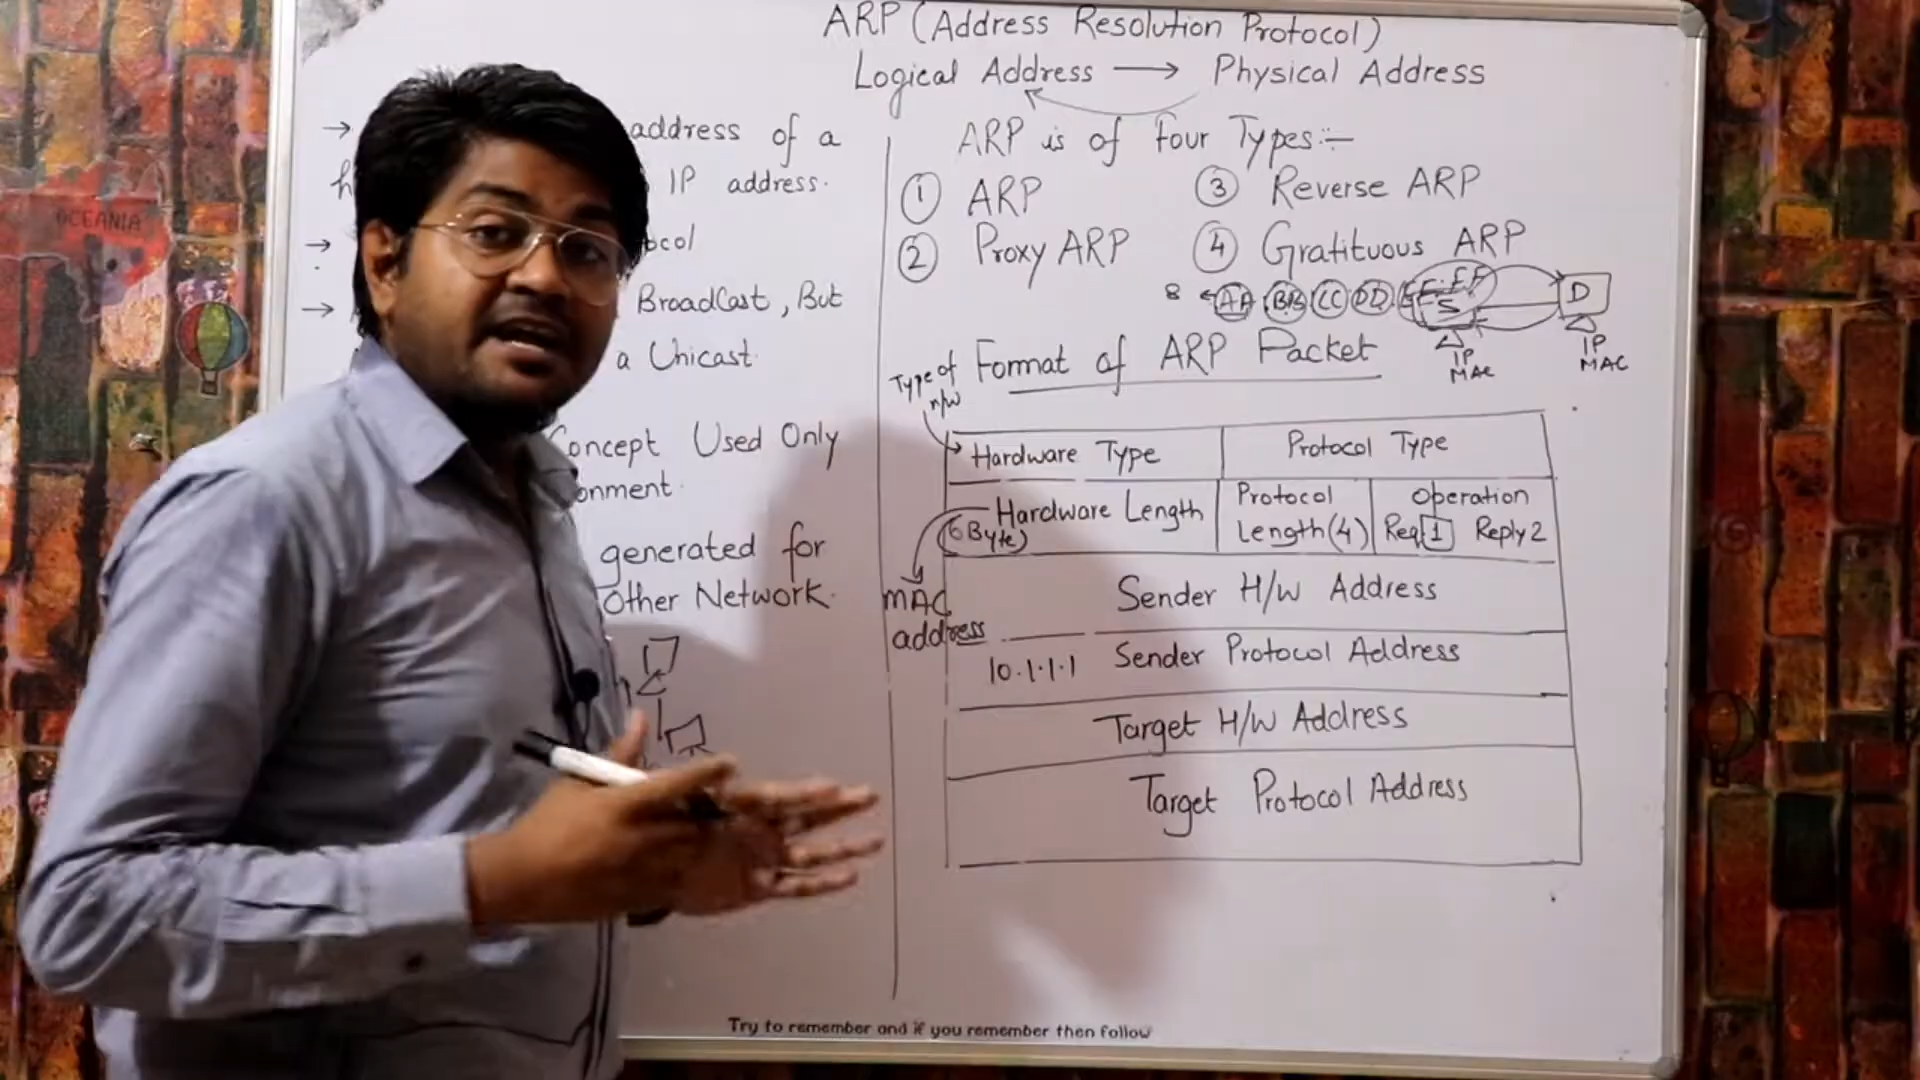 ARP (Address Resolution Protocol)
Logical Address → Physical Address
→ address of a
h IP address.
→ ocol
→ BroadCast, But
a Unicast.
Concept Used Only
onment.
generated for
Other Network.
ARP is of Four Types:-
① ARP
② Proxy ARP
③ Reverse ARP
④ Gratituous ARP
8 ← AA BB CC DD EE:FF
S
D
IP
MAC
IP
MAC
Format of ARP Packet
Type of
n/w
Hardware Type
Protocol Type
Hardware Length
(6 Byte)
Protocol
Length(4)
Operation
Req 1 Reply 2
MAC
address
Sender H/W Address
10.1.1.1 Sender Protocol Address
Target H/W Address
Target Protocol Address
OCEANIA
Try to remember and if you remember then follow